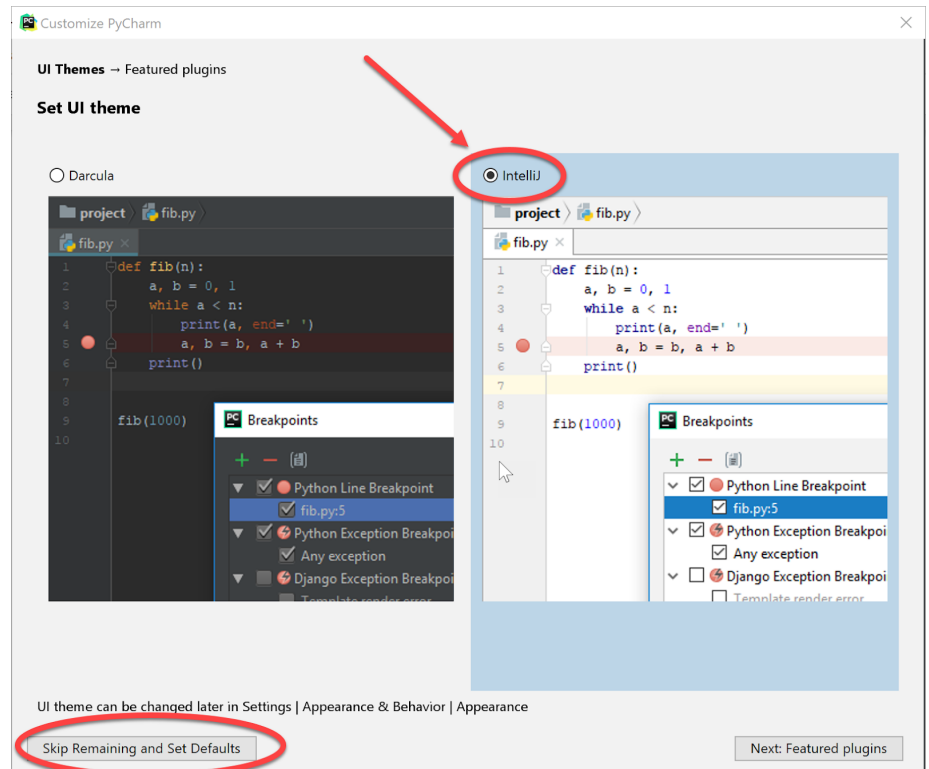 Customize PyCharm
UI Themes → Featured plugins
Set UI theme
Darcula
project fib.py
fib.py
1 def fib(n):
2 a, b = 0, 1
3 while a < n:
4 print(a, end=' ')
5 a, b = b, a + b
6 print()
7
8
9 fib(1000)
10
PC Breakpoints
Python Line Breakpoint
fib.py:5
Python Exception Breakpoi
Any exception
Django Exception Breakpoi
Template render error
IntelliJ
project fib.py
fib.py
1 def fib(n):
2 a, b = 0, 1
3 while a < n:
4 print(a, end=' ')
5 a, b = b, a + b
6 print()
7
8
9 fib(1000)
10
PC Breakpoints
Python Line Breakpoint
fib.py:5
Python Exception Breakpoi
Any exception
Django Exception Breakpoi
Template render error
UI theme can be changed later in Settings | Appearance & Behavior | Appearance
Skip Remaining and Set Defaults
Next: Featured plugins